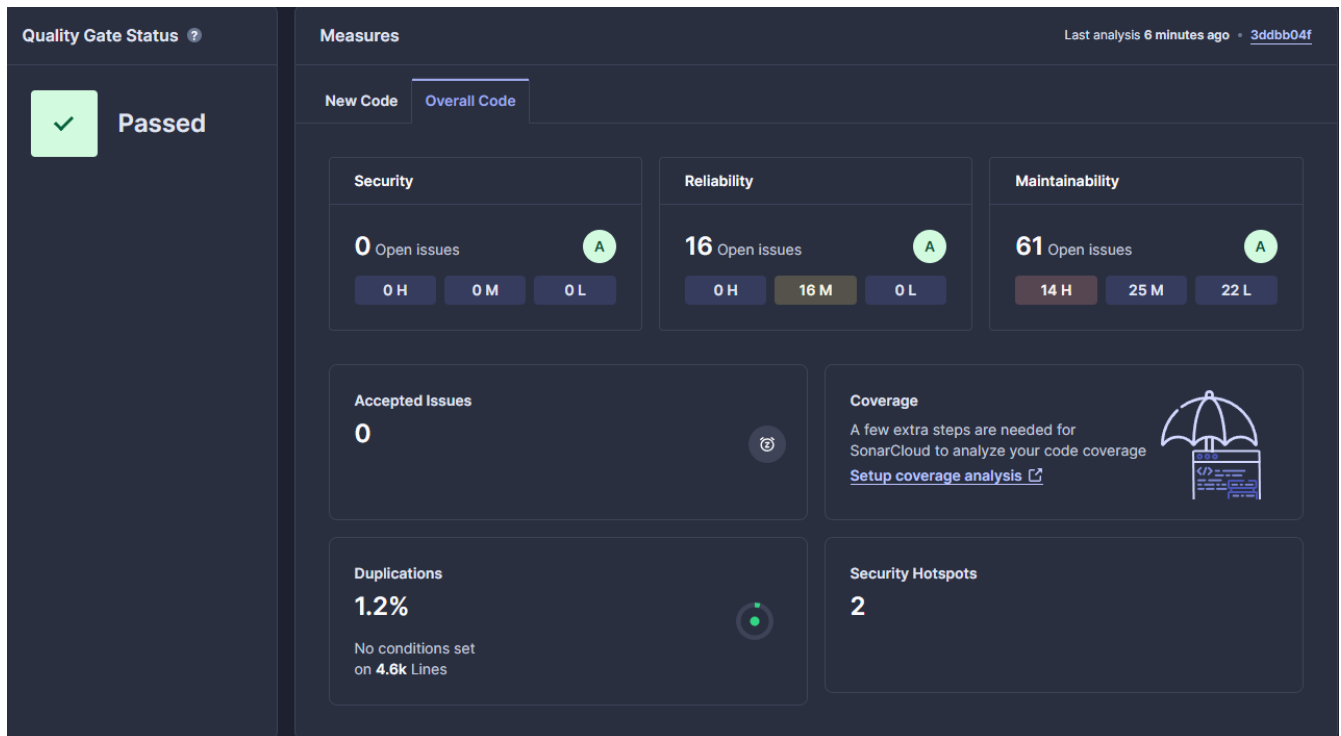 Quality Gate Status ?
Passed
Measures
Last analysis 6 minutes ago • 3ddbb04f
New Code
Overall Code
Security
0 Open issues
A
0 H
0 M
0 L
Reliability
16 Open issues
A
0 H
16 M
0 L
Maintainability
61 Open issues
A
14 H
25 M
22 L
Accepted Issues
0
Coverage
A few extra steps are needed for
SonarCloud to analyze your code coverage
Setup coverage analysis
</>
Duplications
1.2%
No conditions set
on 4.6k Lines
Security Hotspots
2